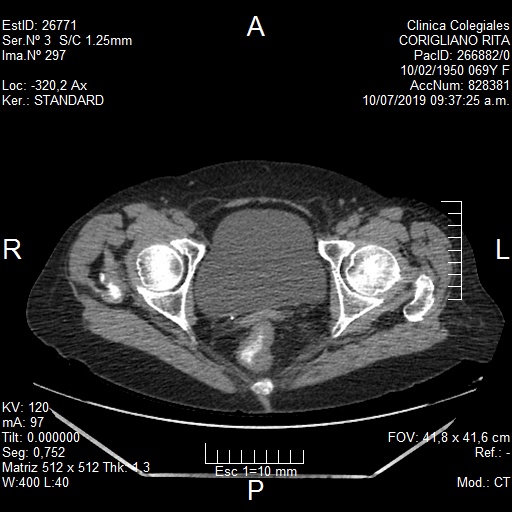 EstID: 26771
Ser.Nº 3 S/C 1.25mm
Ima.Nº 297
Loc: -320,2 Ax
Ker.: STANDARD
A
Clinica Colegiales
CORIGLIANO RITA
PacID: 266882/0
10/02/1950 069Y F
AccNum: 828381
10/07/2019 09:37:25 a.m.
R
L
KV: 120
mA: 97
Tilt: 0.000000
Seg: 0,752
Matriz 512 x 512 Thk: 1,3
W:400 L:40
Esc 1=10 mm
P
FOV: 41,8 x 41,6 cm
Ref.: -
Mod.: CT